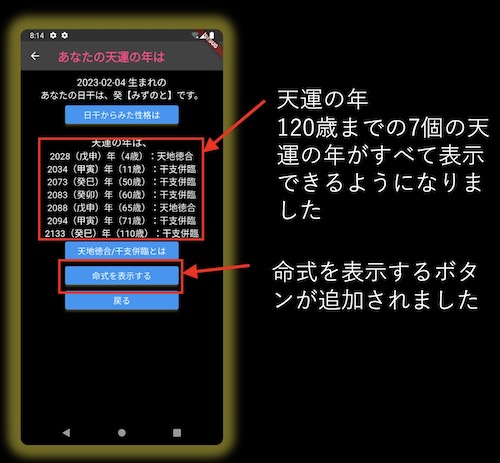 8:14
あなたの天運の年は
2023-02-04 生まれの
あなたの日干は、癸【みずのと】です。
日干からみた性格は
天運の年は、
2028（戊申）年（4歳）：天地徳合
2034（甲寅）年（11歳）：干支併臨
2073（癸巳）年（50歳）：干支併臨
2083（癸卯）年（60歳）：干支併臨
2088（戊申）年（65歳）：天地徳合
2094（甲寅）年（71歳）：干支併臨
2133（癸巳）年（110歳）：干支併臨
天地徳合/干支併臨とは
命式を表示する
戻る
天運の年
120歳までの7個の天
運の年がすべて表示
できるようになりま
した
命式を表示するボタ
ンが追加されました